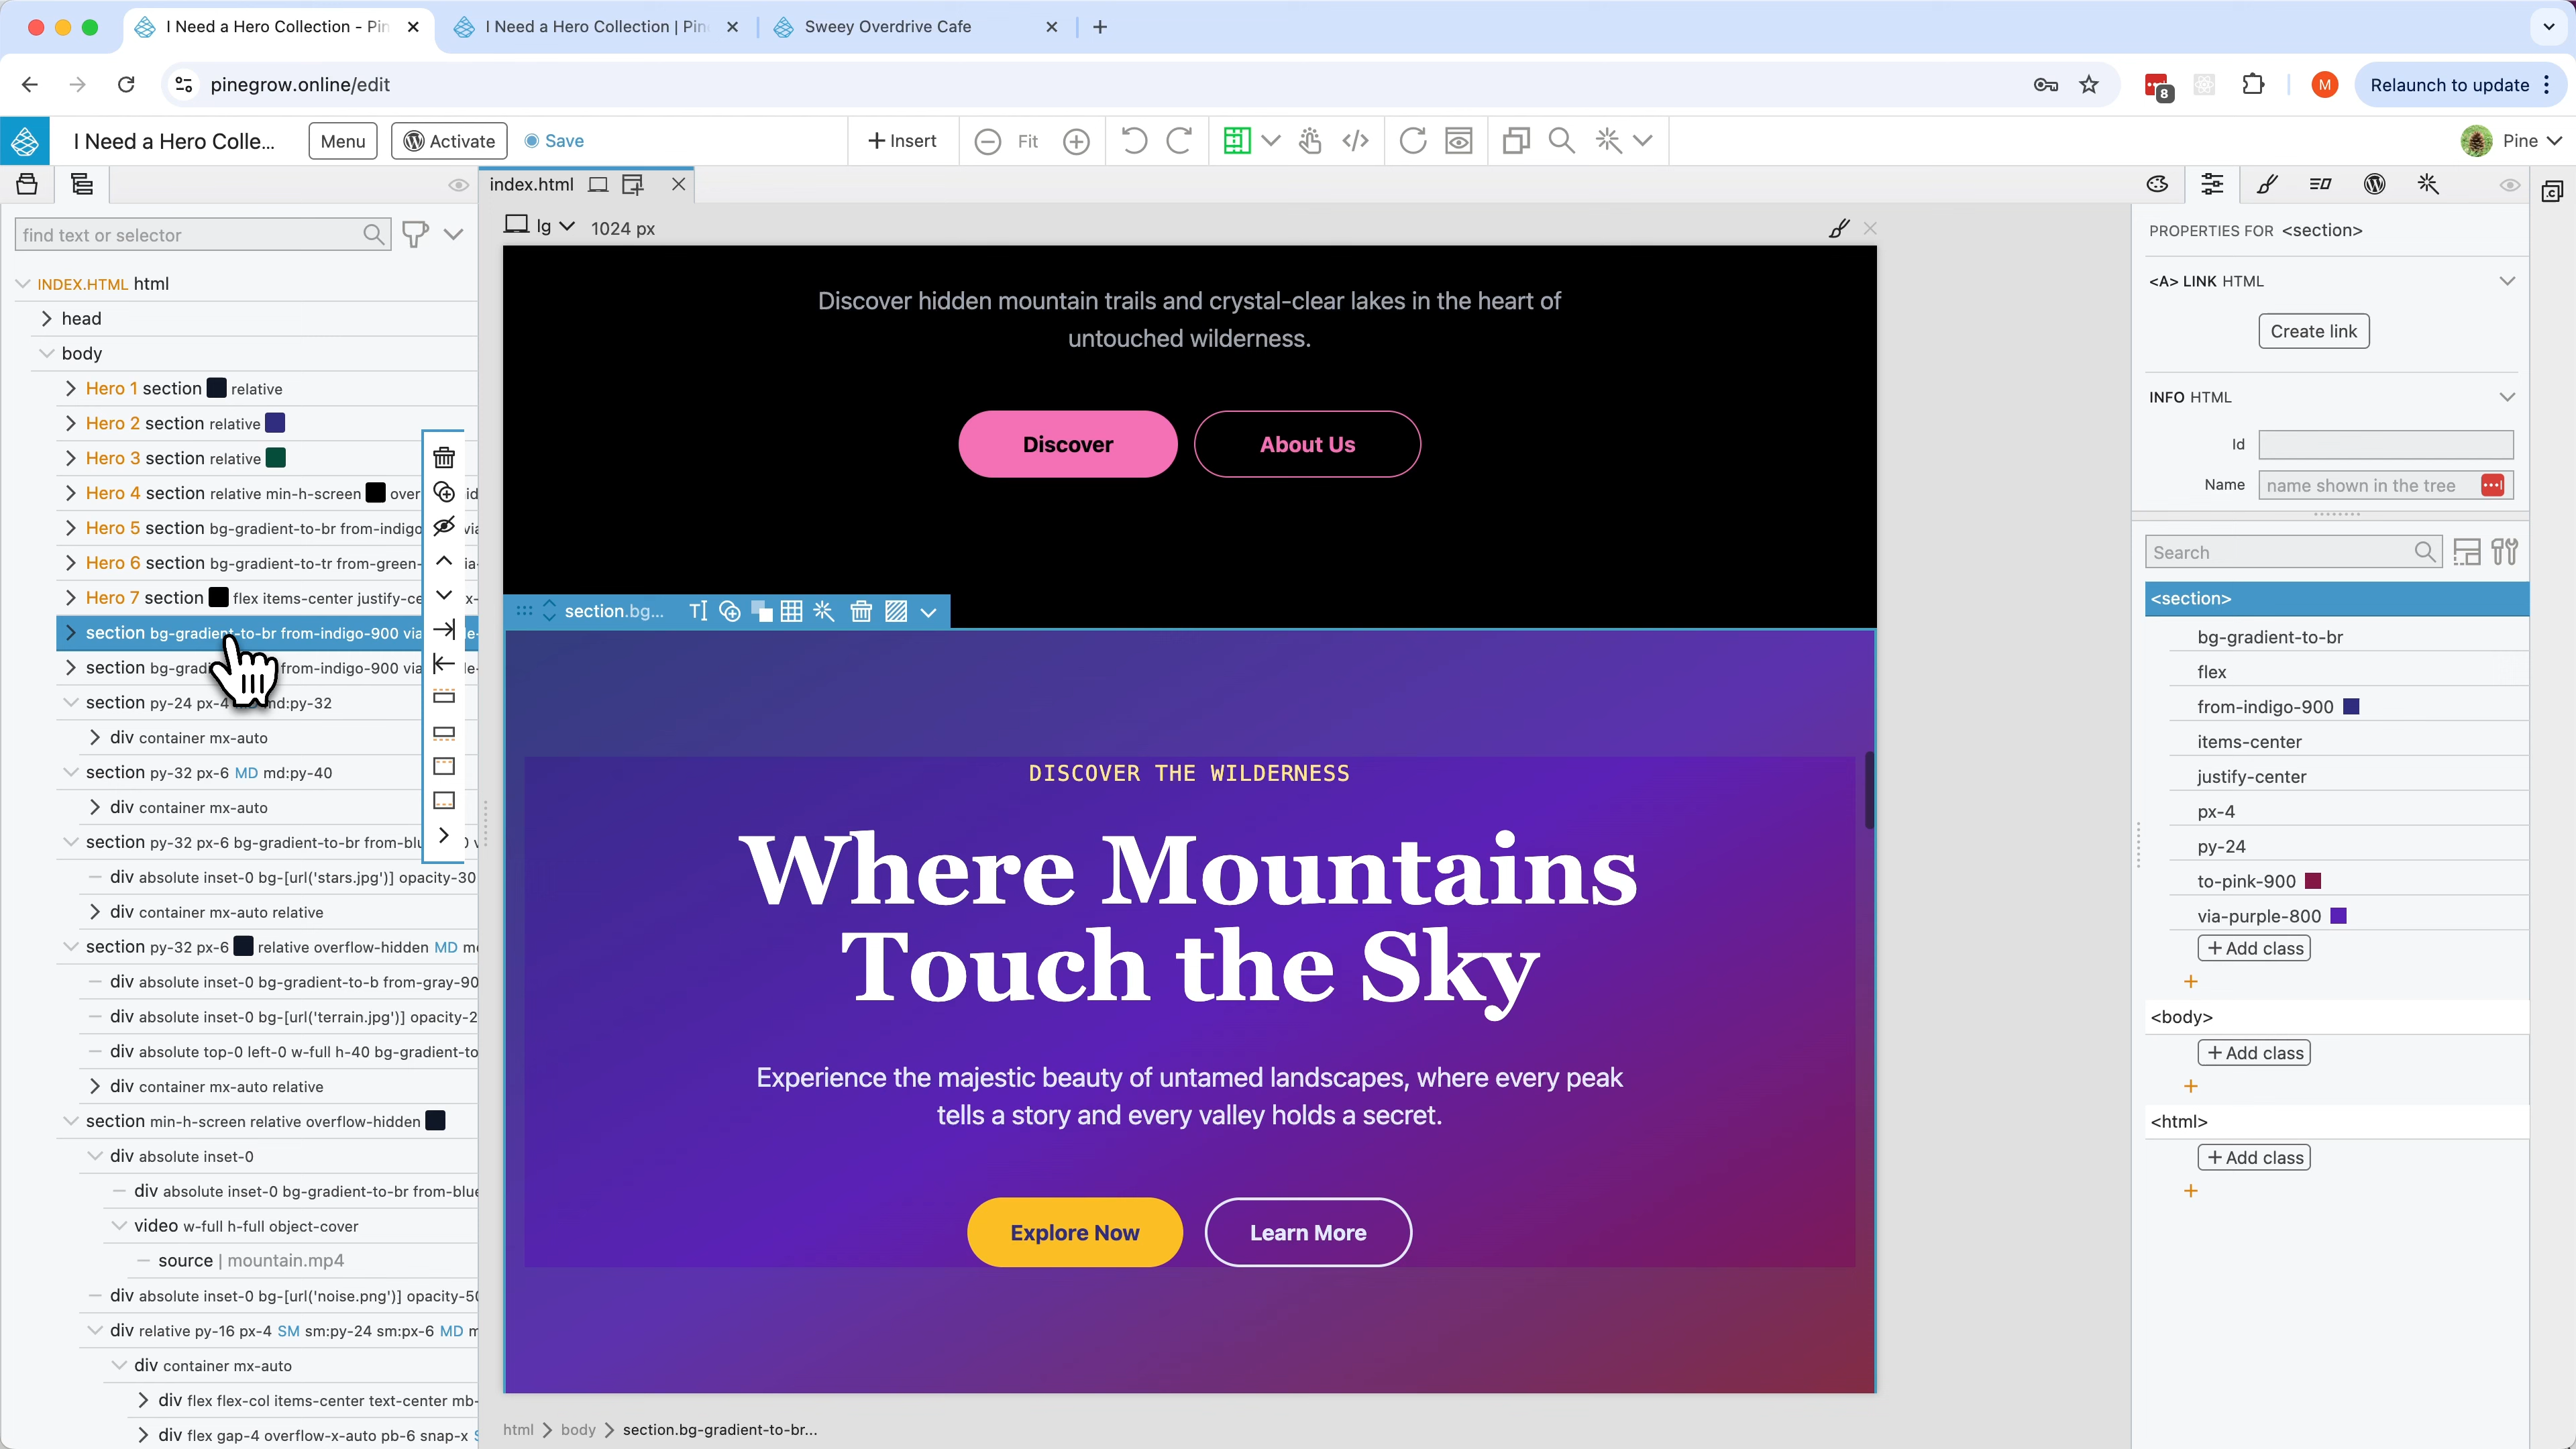 I Need a Hero Collection - Pin
I Need a Hero Collection | Pin
Sweey Overdrive Cafe
pinegrow.online/edit
8
M
Relaunch to update
I Need a Hero Colle...
Menu
Activate
Save
Insert
Fit
Pine
index.html
lg
1024 px
find text or selector
INDEX.HTML html
head
body
Hero 1 section relative
Hero 2 section relative
Hero 3 section relative
Hero 4 section relative min-h-screen over
Hero 5 section bg-gradient-to-br from-indigo
Hero 6 section bg-gradient-to-tr from-green-
Hero 7 section flex items-center justify-ce
section bg-gradient-to-br from-indigo-900 via
section bg-gradi from-indigo-900 via
section py-24 px-4 md:py-32
div container mx-auto
section py-32 px-6 MD md:py-40
div container mx-auto
section py-32 px-6 bg-gradient-to-br from-blu
div absolute inset-0 bg-[url('stars.jpg')] opacity-30
div container mx-auto relative
section py-32 px-6 relative overflow-hidden MD m
div absolute inset-0 bg-gradient-to-b from-gray-90
div absolute inset-0 bg-[url('terrain.jpg')] opacity-2
div absolute top-0 left-0 w-full h-40 bg-gradient-to
div container mx-auto relative
section min-h-screen relative overflow-hidden
div absolute inset-0
div absolute inset-0 bg-gradient-to-br from-blue
video w-full h-full object-cover
source | mountain.mp4
div absolute inset-0 bg-[url('noise.png')] opacity-50
div relative py-16 px-4 SM sm:py-24 sm:px-6 MD m
div container mx-auto
div flex flex-col items-center text-center mb-
div flex gap-4 overflow-x-auto pb-6 snap-x
Discover hidden mountain trails and crystal-clear lakes in the heart of
untouched wilderness.
Discover
About Us
section.bg...
DISCOVER THE WILDERNESS
Where Mountains
Touch the Sky
Experience the majestic beauty of untamed landscapes, where every peak
tells a story and every valley holds a secret.
Explore Now
Learn More
html > body > section.bg-gradient-to-br...
PROPERTIES FOR <section>
<A> LINK HTML
Create link
INFO HTML
Id
Name
name shown in the tree
Search
<section>
bg-gradient-to-br
flex
from-indigo-900
items-center
justify-center
px-4
py-24
to-pink-900
via-purple-800
+ Add class
+
<body>
+ Add class
+
<html>
+ Add class
+